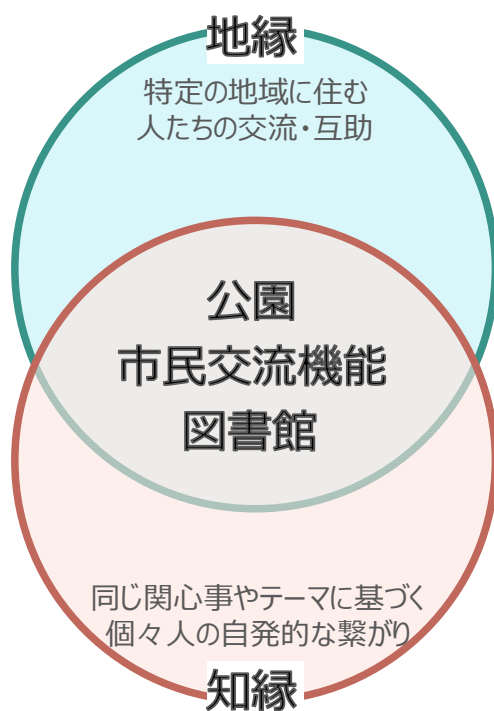 地縁
特定の地域に住む
人たちの交流・互助
公園
市民交流機能
図書館
同じ関心事やテーマに基づく
個々人の自発的な繋がり
知縁